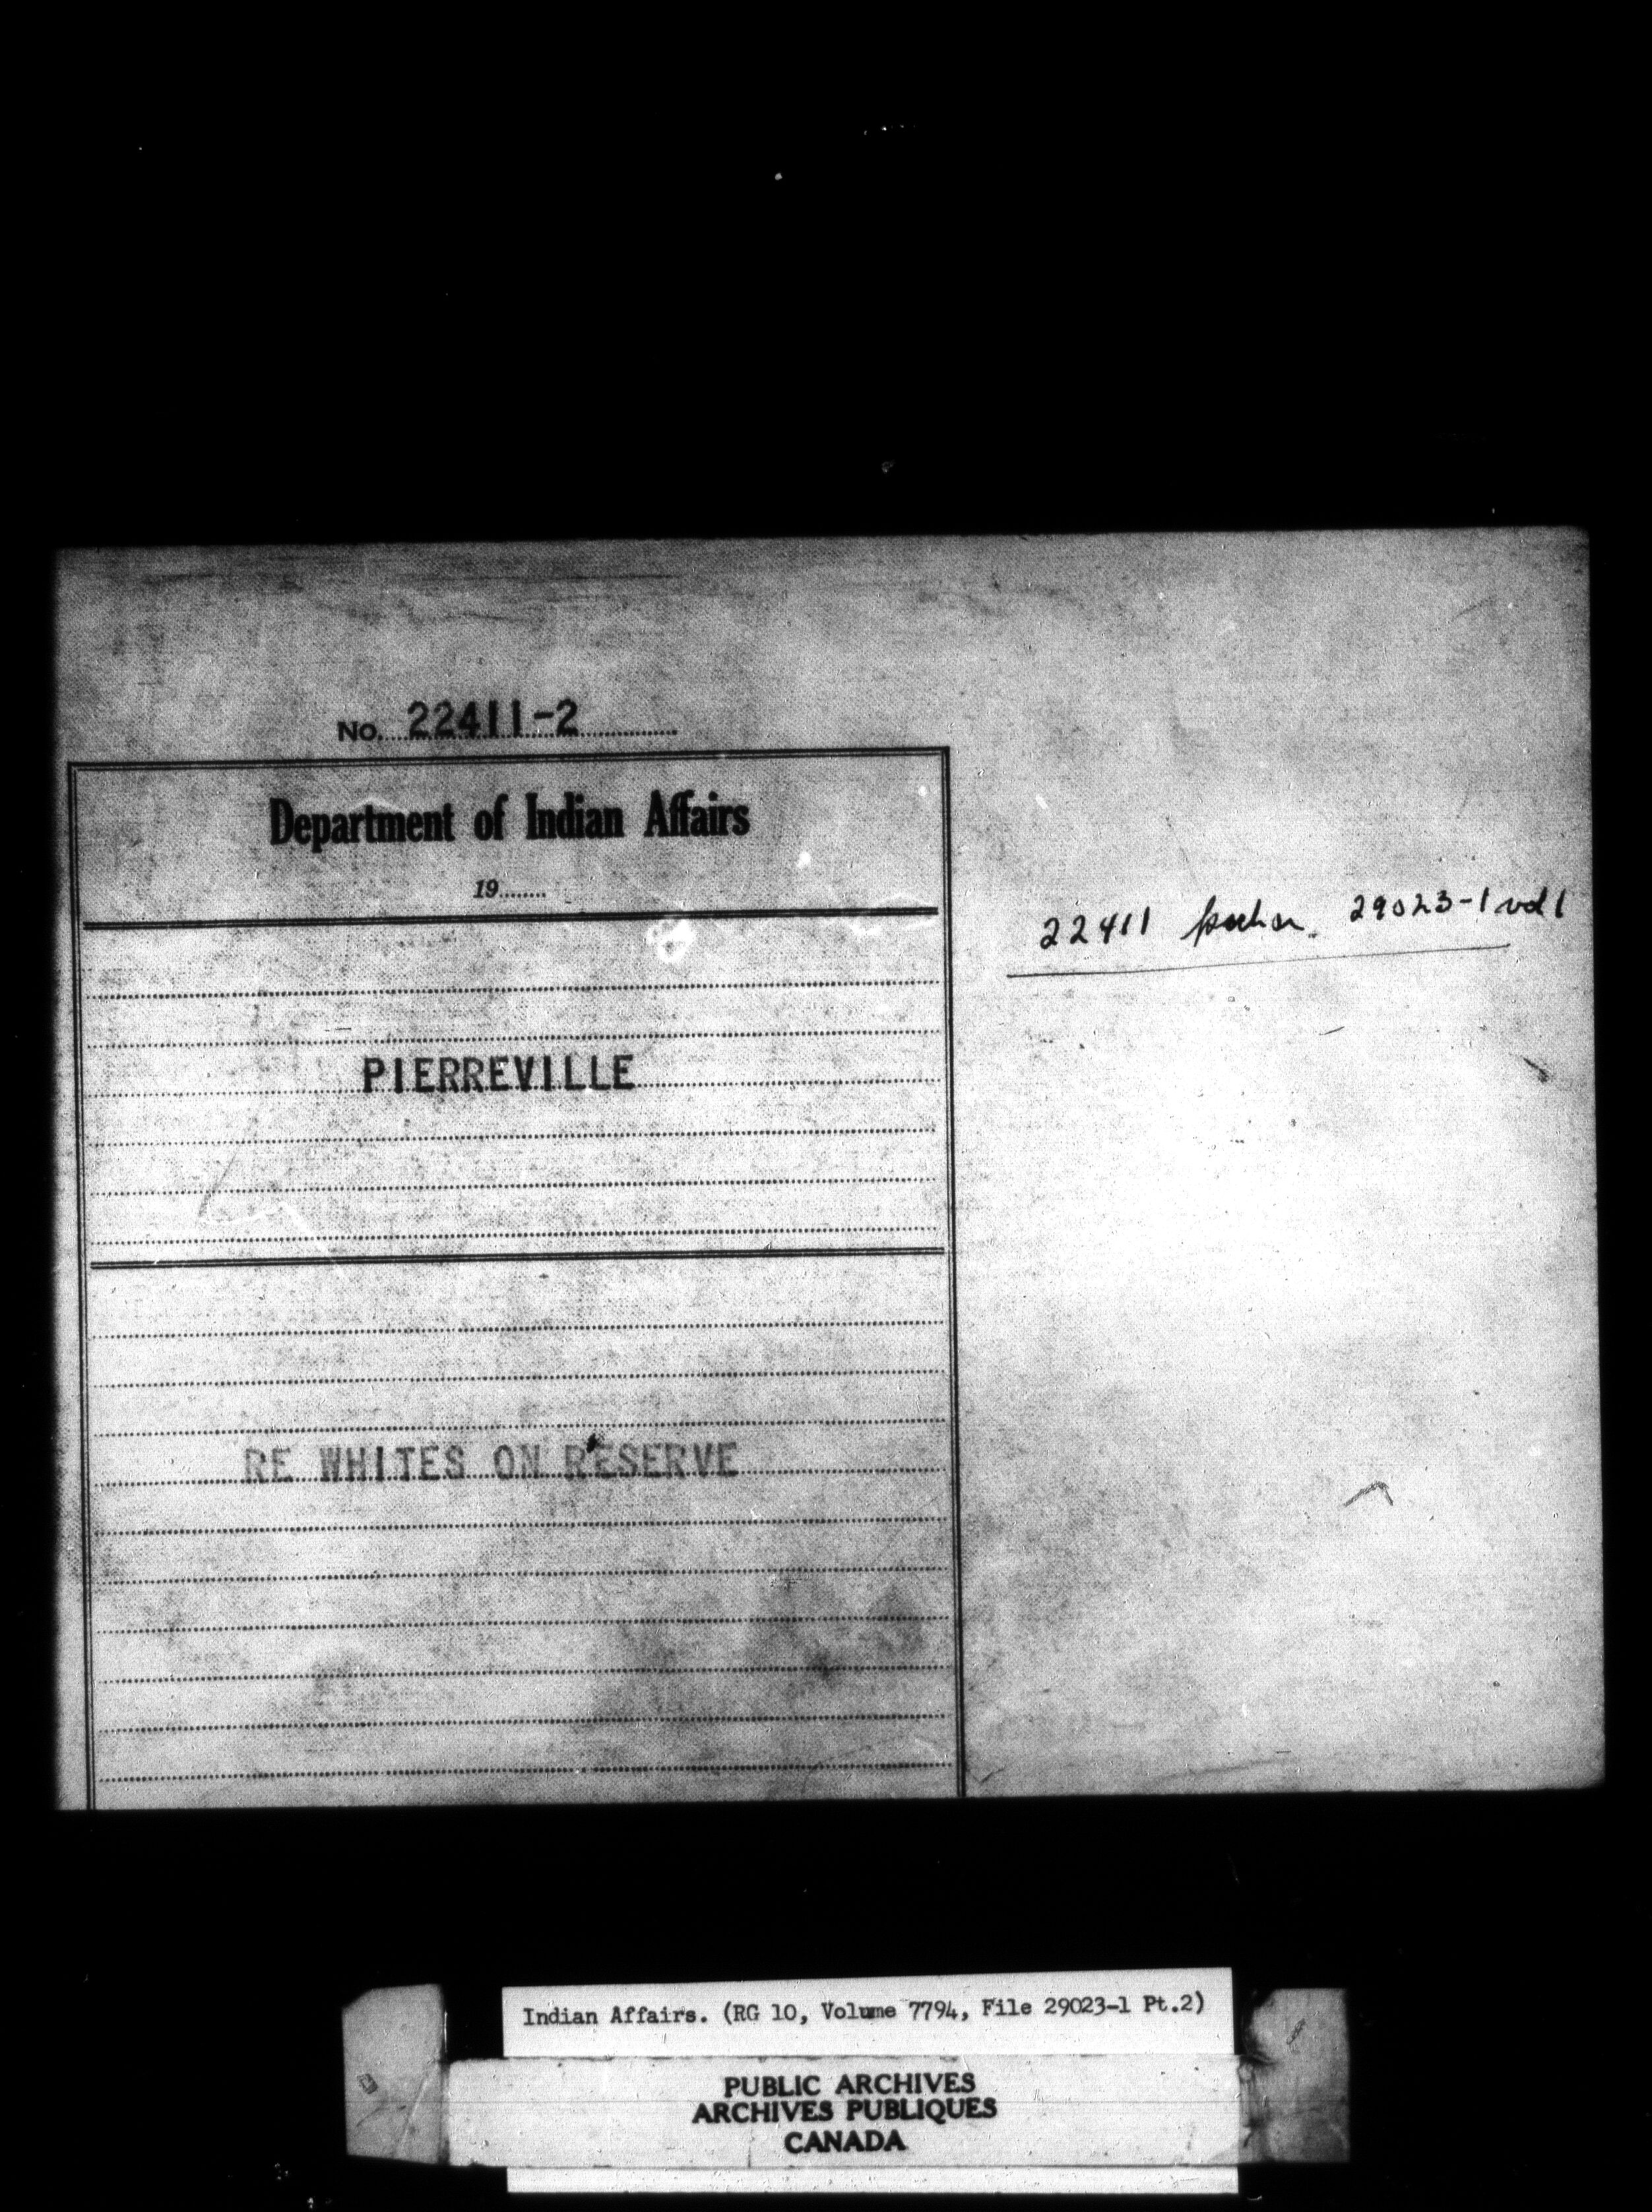 No. 22411-2
Department of Indian Affairs
19
22411 29023-1 vol 1
PIERREVILLE
RE WHITES ON RESERVE
Indian Affairs. (RG 10, Volume 7794, File 29023-1 Pt.2)
PUBLIC ARCHIVES
ARCHIVES PUBLIQUES
CANADA